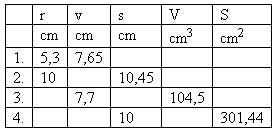 r v s V S
cm cm cm cm³ cm²
1. 5,3 7,65
2. 10 10,45
3. 7,7 104,5
4. 10 301,44